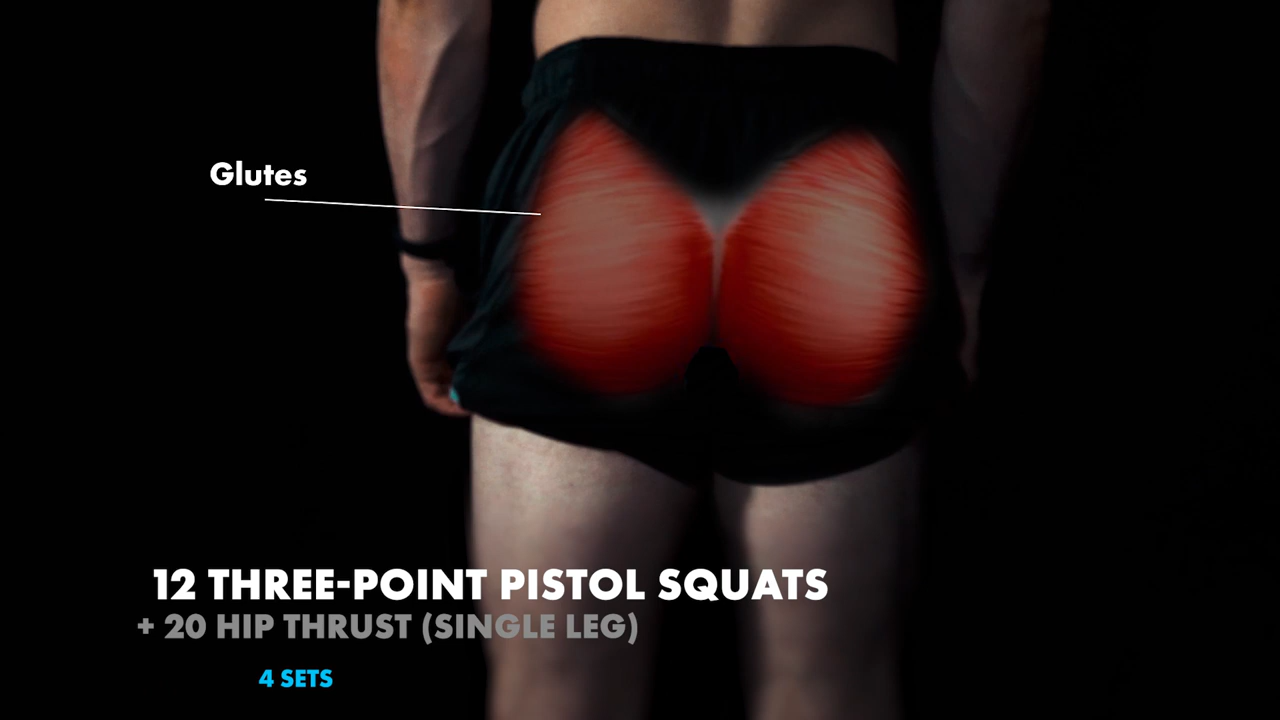 Glutes
12 THREE-POINT PISTOL SQUATS
+ 20 HIP THRUST (SINGLE LEG)
4 SETS